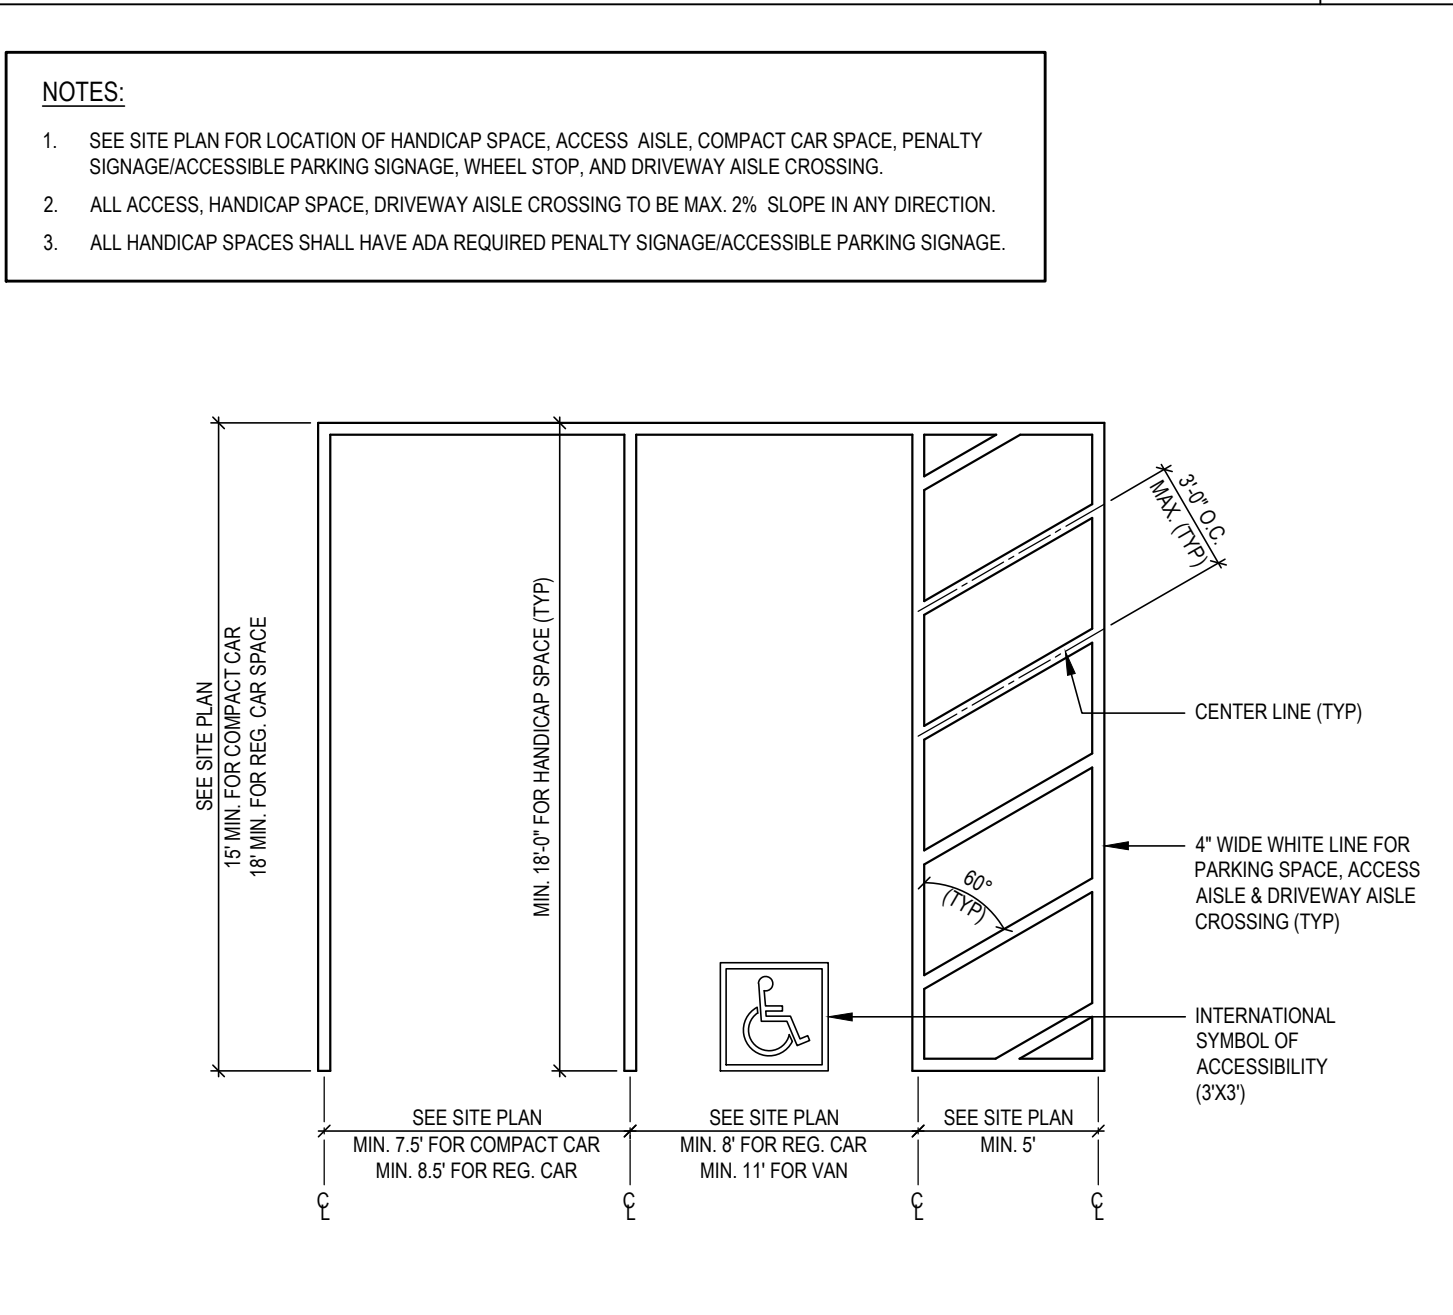 NOTES:
1. SEE SITE PLAN FOR LOCATION OF HANDICAP SPACE, ACCESS AISLE, COMPACT CAR SPACE, PENALTY
SIGNAGE/ACCESSIBLE PARKING SIGNAGE, WHEEL STOP, AND DRIVEWAY AISLE CROSSING.
2. ALL ACCESS, HANDICAP SPACE, DRIVEWAY AISLE CROSSING TO BE MAX. 2% SLOPE IN ANY DIRECTION.
3. ALL HANDICAP SPACES SHALL HAVE ADA REQUIRED PENALTY SIGNAGE/ACCESSIBLE PARKING SIGNAGE.
SEE SITE PLAN
15' MIN. FOR COMPACT CAR
18' MIN. FOR REG. CAR SPACE
MIN. 18'-0" FOR HANDICAP SPACE (TYP)
3'-0" O.C.
MAX. (TYP)
CENTER LINE (TYP)
4" WIDE WHITE LINE FOR
PARKING SPACE, ACCESS
AISLE & DRIVEWAY AISLE
CROSSING (TYP)
60°
(TYP)
INTERNATIONAL
SYMBOL OF
ACCESSIBILITY
(3'X3')
SEE SITE PLAN
MIN. 7.5' FOR COMPACT CAR
MIN. 8.5' FOR REG. CAR
SEE SITE PLAN
MIN. 8' FOR REG. CAR
MIN. 11' FOR VAN
SEE SITE PLAN
MIN. 5'
CL
CL
CL
CL